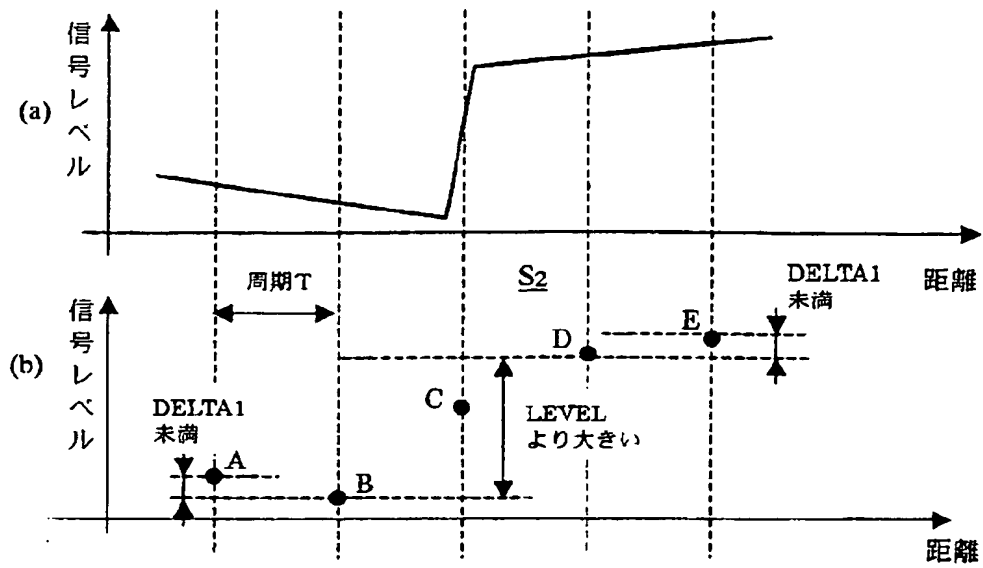 (a)
信号レベル
距離
周期T
S2
DELTA1
未満
(b)
信号レベル
A
B
C
D
E
DELTA1
未満
LEVEL
より大きい
距離